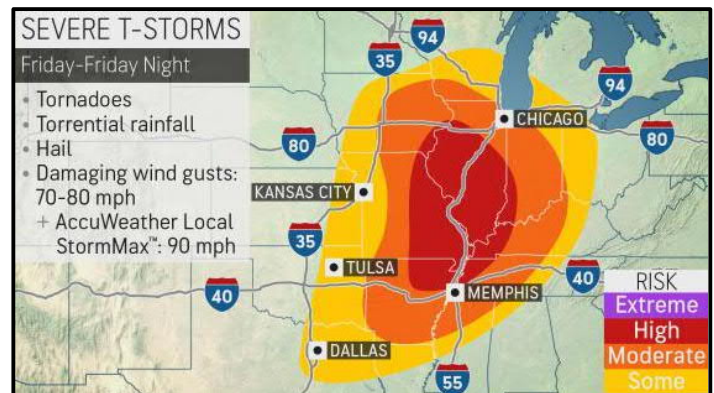 SEVERE T-STORMS
Friday-Friday Night
• Tornadoes
• Torrential rainfall
• Hail
• Damaging wind gusts:
70-80 mph
+ AccuWeather Local
StormMax™: 90 mph
94
35
94
CHICAGO
80
80
KANSAS CITY
35
TULSA
40
40
MEMPHIS
DALLAS
55
RISK
Extreme
High
Moderate
Some